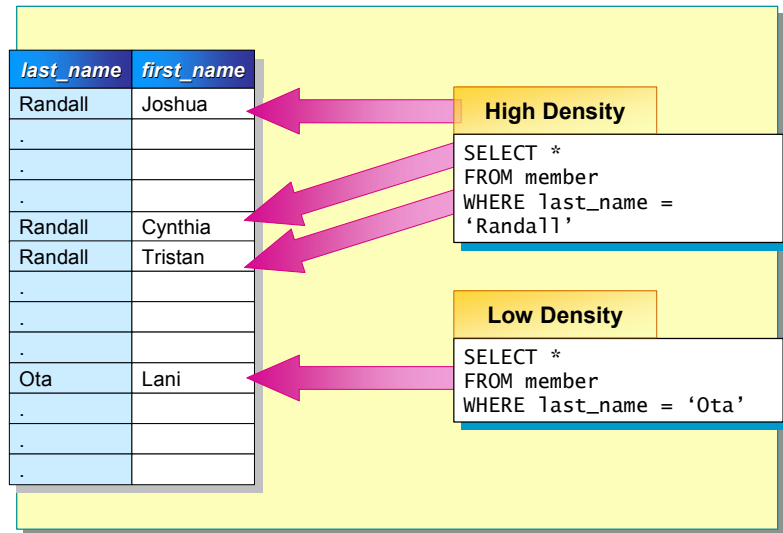 last_name first_name
Randall Joshua
.
.
.
Randall Cynthia
Randall Tristan
.
.
.
Ota Lani
.
.
.
High Density
SELECT *
FROM member
WHERE last_name =
‘Randall’
Low Density
SELECT *
FROM member
WHERE last_name = ‘Ota’